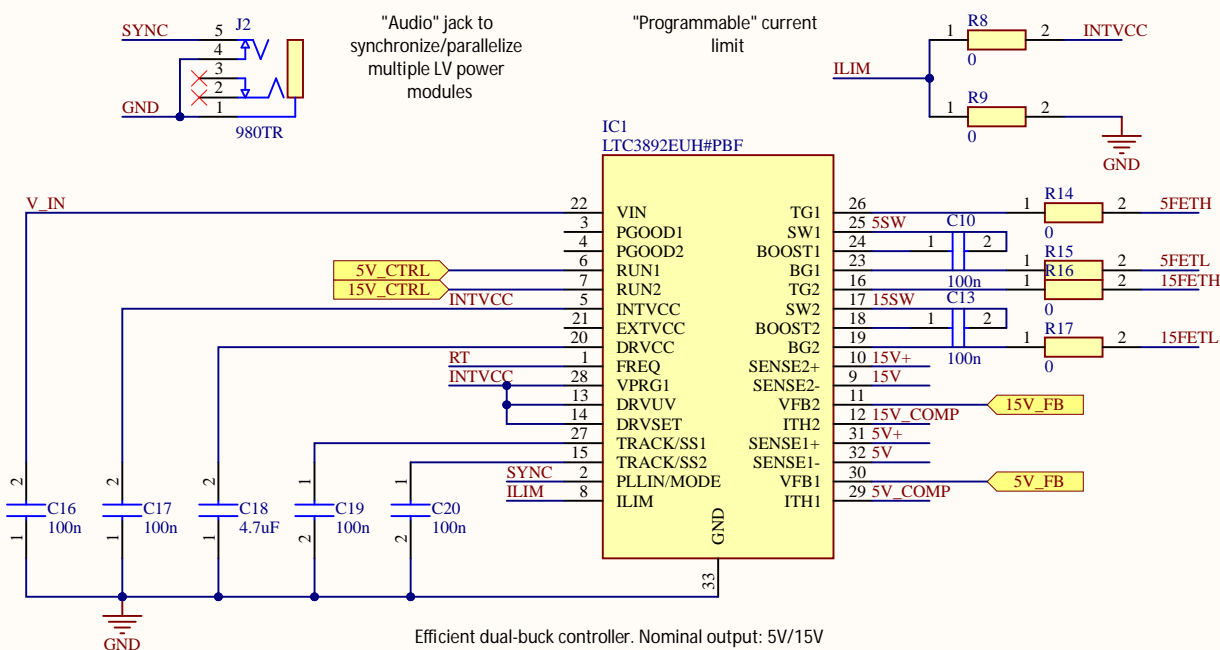 SYNC
5
J2
4
3
2
GND
1
980TR
"Audio" jack to
synchronize/parallelize
multiple LV power
modules
"Programmable" current
limit
R8
1
2
INTVCC
0
ILIM
R9
1
2
0
GND
IC1
LTC3892EUH#PBF
V_IN
22 VIN
3 PGOOD1
4 PGOOD2
5V_CTRL 6 RUN1
15V_CTRL 7 RUN2
INTVCC 5 INTVCC
21 EXTVCC
20 DRVCC
RT 1 FREQ
INTVCC 28 VPRG1
13 DRVUV
14 DRVSET
27 TRACK/SS1
15 TRACK/SS2
SYNC 2 PLLIN/MODE
ILIM 8 ILIM
TG1 26
SW1 25 5SW
BOOST1 24
BG1 23
TG2 16
SW2 17 15SW
BOOST2 18
BG2 19
SENSE2+ 10 15V+
SENSE2- 9 15V
VFB2 11 15V_FB
ITH2 12 15V_COMP
SENSE1+ 31 5V+
SENSE1- 32 5V
VFB1 30 5V_FB
ITH1 29 5V_COMP
GND
33
C10
1 2
100n
C13
1 2
100n
R14
1 2 5FETH
0
R15
1 2 5FETL
R16
1 2 15FETH
0
R17
1 2 15FETL
0
2
C16
100n
1
2
C17
100n
1
2
C18
4.7uF
1
1
C19
100n
2
1
C20
100n
2
GND
Efficient dual-buck controller. Nominal output: 5V/15V